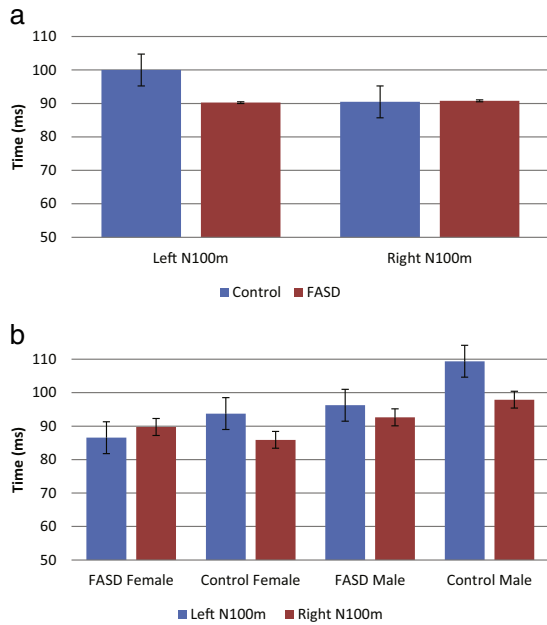 a
110
100
90
80
70
60
50
Time (ms)
Left N100m Right N100m
Control FASD
b
110
100
90
80
70
60
50
Time (ms)
FASD Female Control Female FASD Male Control Male
Left N100m Right N100m